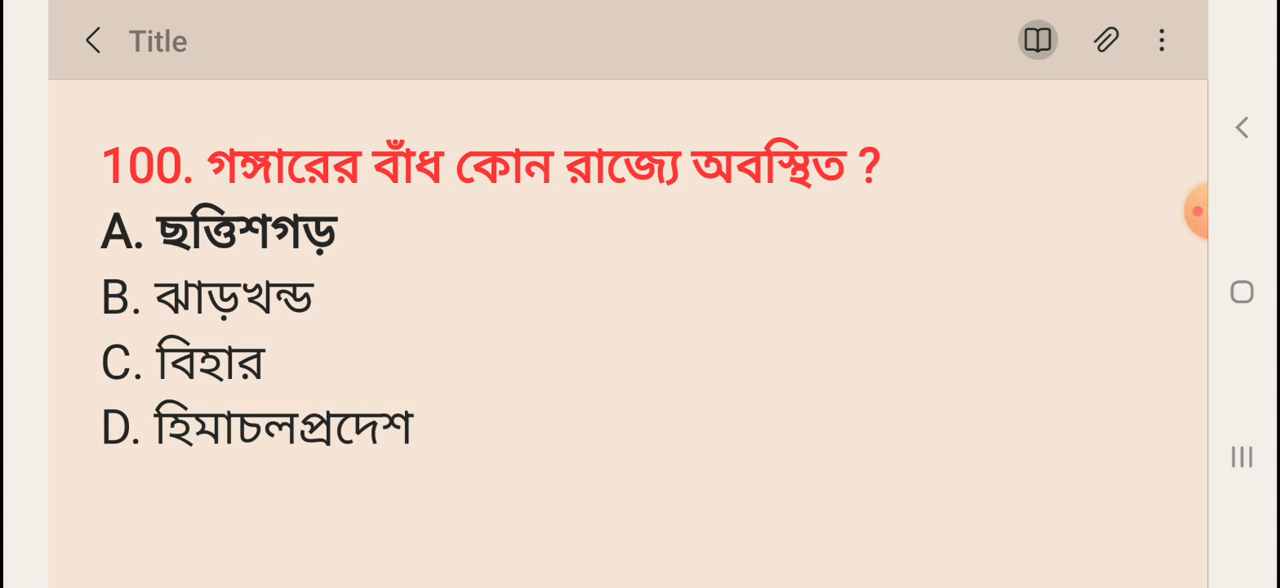 Title
100. গঙ্গারের বাঁধ কোন রাজ্যে অবস্থিত ?
A. ছত্তিশগড়
B. ঝাড়খন্ড
C. বিহার
D. হিমাচলপ্রদেশ